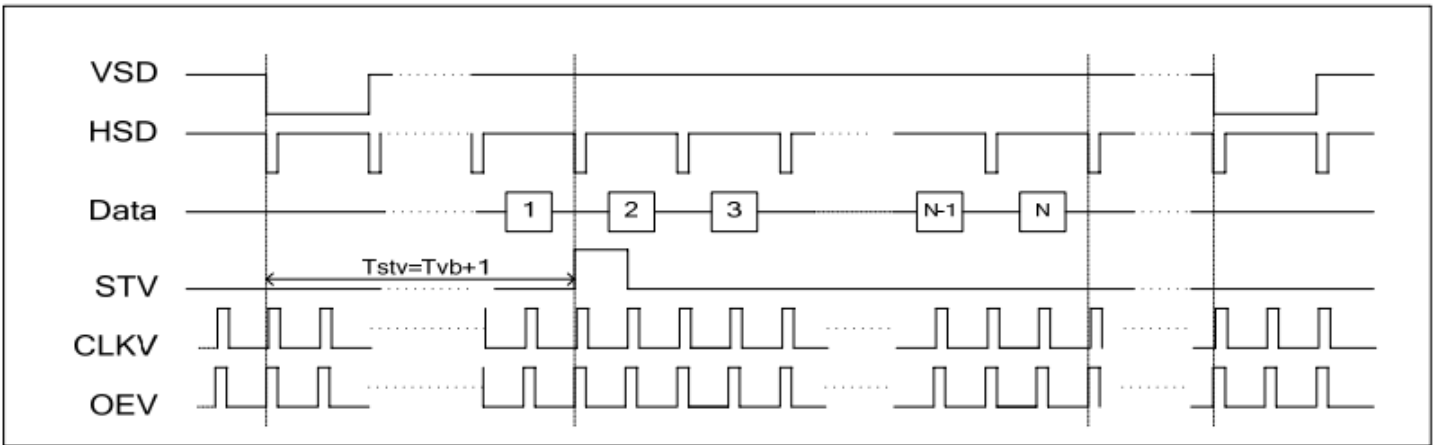 VSD
HSD
Data 1 2 3 N-1 N
Tstv=Tvb+1
STV
CLKV
OEV